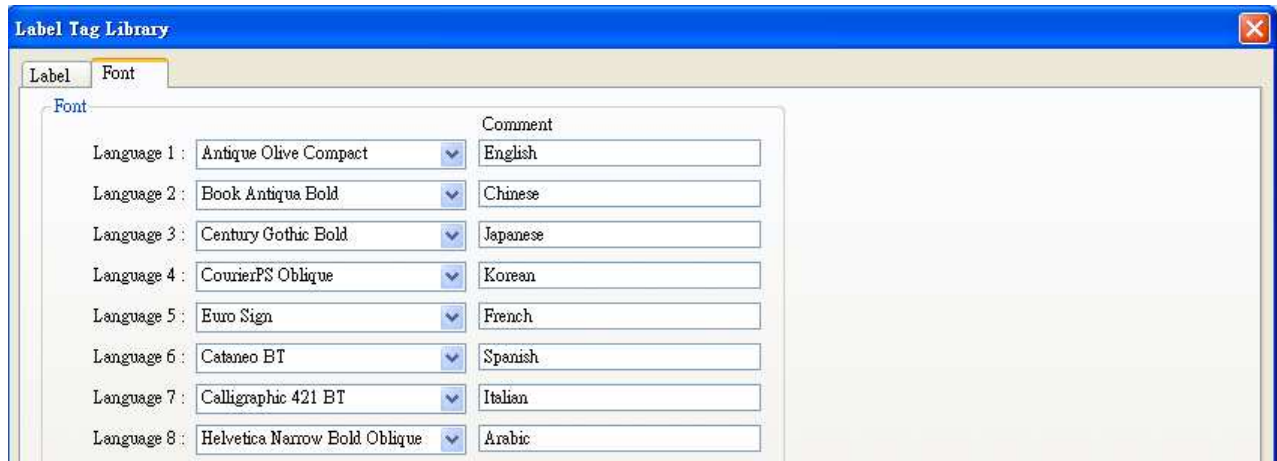 Label Tag Library
Label Font
Font
Comment
Language 1 : Antique Olive Compact English
Language 2 : Book Antiqua Bold Chinese
Language 3 : Century Gothic Bold Japanese
Language 4 : CourierPS Oblique Korean
Language 5 : Euro Sign French
Language 6 : Cataneo BT Spanish
Language 7 : Calligraphic 421 BT Italian
Language 8 : Helvetica Narrow Bold Oblique Arabic